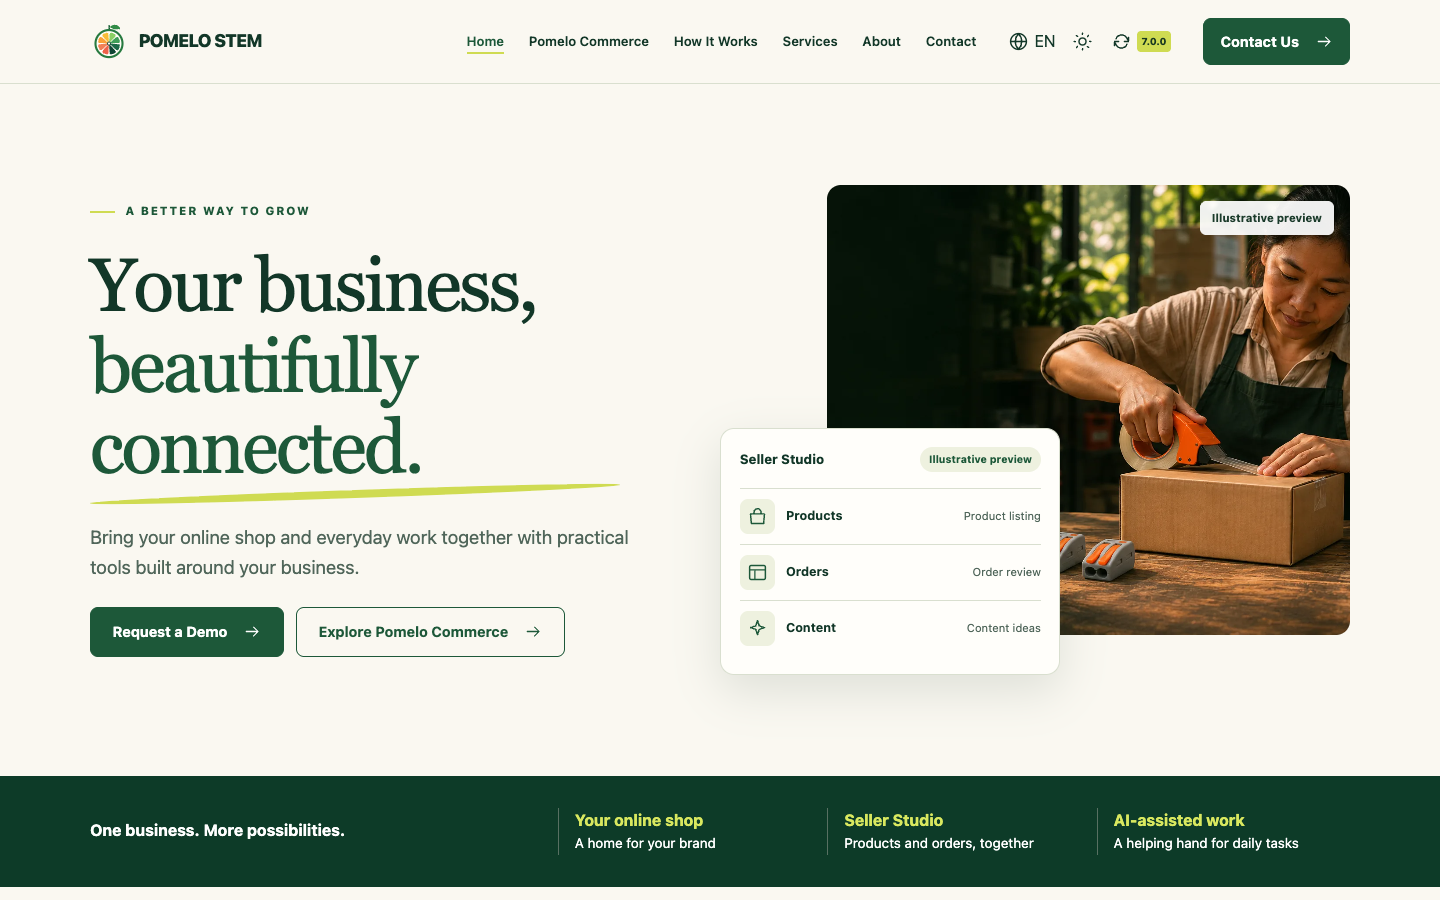 POMELO STEM
Home
Pomelo Commerce
How It Works
Services
About
Contact
EN
7.0.0
Contact Us
A BETTER WAY TO GROW
Your business,
beautifully
connected.
Bring your online shop and everyday work together with practical
tools built around your business.
Request a Demo
Explore Pomelo Commerce
Illustrative preview
Seller Studio
Illustrative preview
Products
Product listing
Orders
Order review
Content
Content ideas
One business. More possibilities.
Your online shop
A home for your brand
Seller Studio
Products and orders, together
AI-assisted work
A helping hand for daily tasks